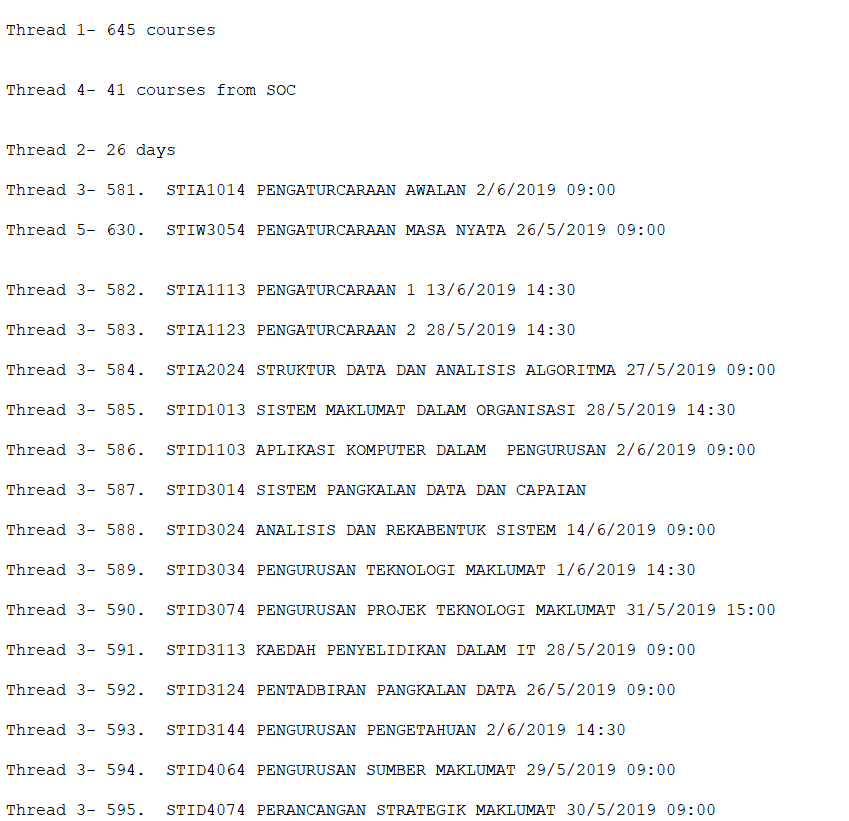 Thread 1- 645 courses
Thread 4- 41 courses from SOC
Thread 2- 26 days
Thread 3- 581.  STIA1014 PENGATURCARAAN AWALAN 2/6/2019 09:00
Thread 5- 630.  STIW3054 PENGATURCARAAN MASA NYATA 26/5/2019 09:00
Thread 3- 582.  STIA1113 PENGATURCARAAN 1 13/6/2019 14:30
Thread 3- 583.  STIA1123 PENGATURCARAAN 2 28/5/2019 14:30
Thread 3- 584.  STIA2024 STRUKTUR DATA DAN ANALISIS ALGORITMA 27/5/2019 09:00
Thread 3- 585.  STID1013 SISTEM MAKLUMAT DALAM ORGANISASI 28/5/2019 14:30
Thread 3- 586.  STID1103 APLIKASI KOMPUTER DALAM  PENGURUSAN 2/6/2019 09:00
Thread 3- 587.  STID3014 SISTEM PANGKALAN DATA DAN CAPAIAN
Thread 3- 588.  STID3024 ANALISIS DAN REKABENTUK SISTEM 14/6/2019 09:00
Thread 3- 589.  STID3034 PENGURUSAN TEKNOLOGI MAKLUMAT 1/6/2019 14:30
Thread 3- 590.  STID3074 PENGURUSAN PROJEK TEKNOLOGI MAKLUMAT 31/5/2019 15:00
Thread 3- 591.  STID3113 KAEDAH PENYELIDIKAN DALAM IT 28/5/2019 09:00
Thread 3- 592.  STID3124 PENTADBIRAN PANGKALAN DATA 26/5/2019 09:00
Thread 3- 593.  STID3144 PENGURUSAN PENGETAHUAN 2/6/2019 14:30
Thread 3- 594.  STID4064 PENGURUSAN SUMBER MAKLUMAT 29/5/2019 09:00
Thread 3- 595.  STID4074 PERANCANGAN STRATEGIK MAKLUMAT 30/5/2019 09:00